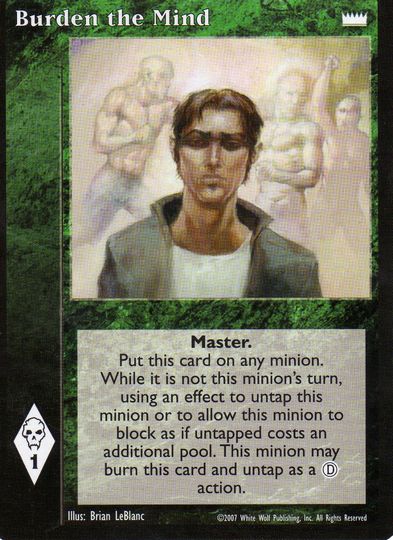 Burden the Mind
Master.
Put this card on any minion.
While it is not this minion's turn,
using an effect to untap this
minion or to allow this minion to
block as if untapped costs an
additional pool. This minion may
burn this card and untap as a Ⓓ
action.
1
Illus: Brian LeBlanc
©2007 White Wolf Publishing, Inc. All Rights Reserved